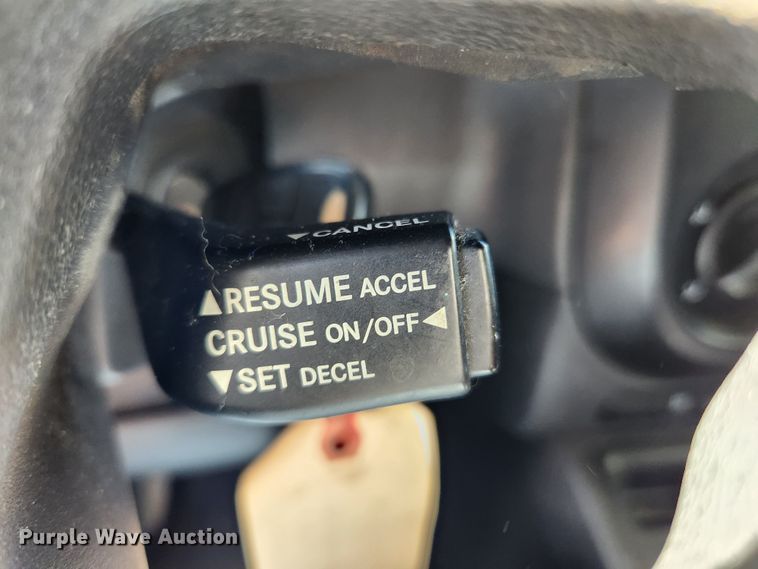 ▼CANCEL
▲RESUME ACCEL
CRUISE ON/OFF◀
▼SET DECEL
Purple Wave Auction